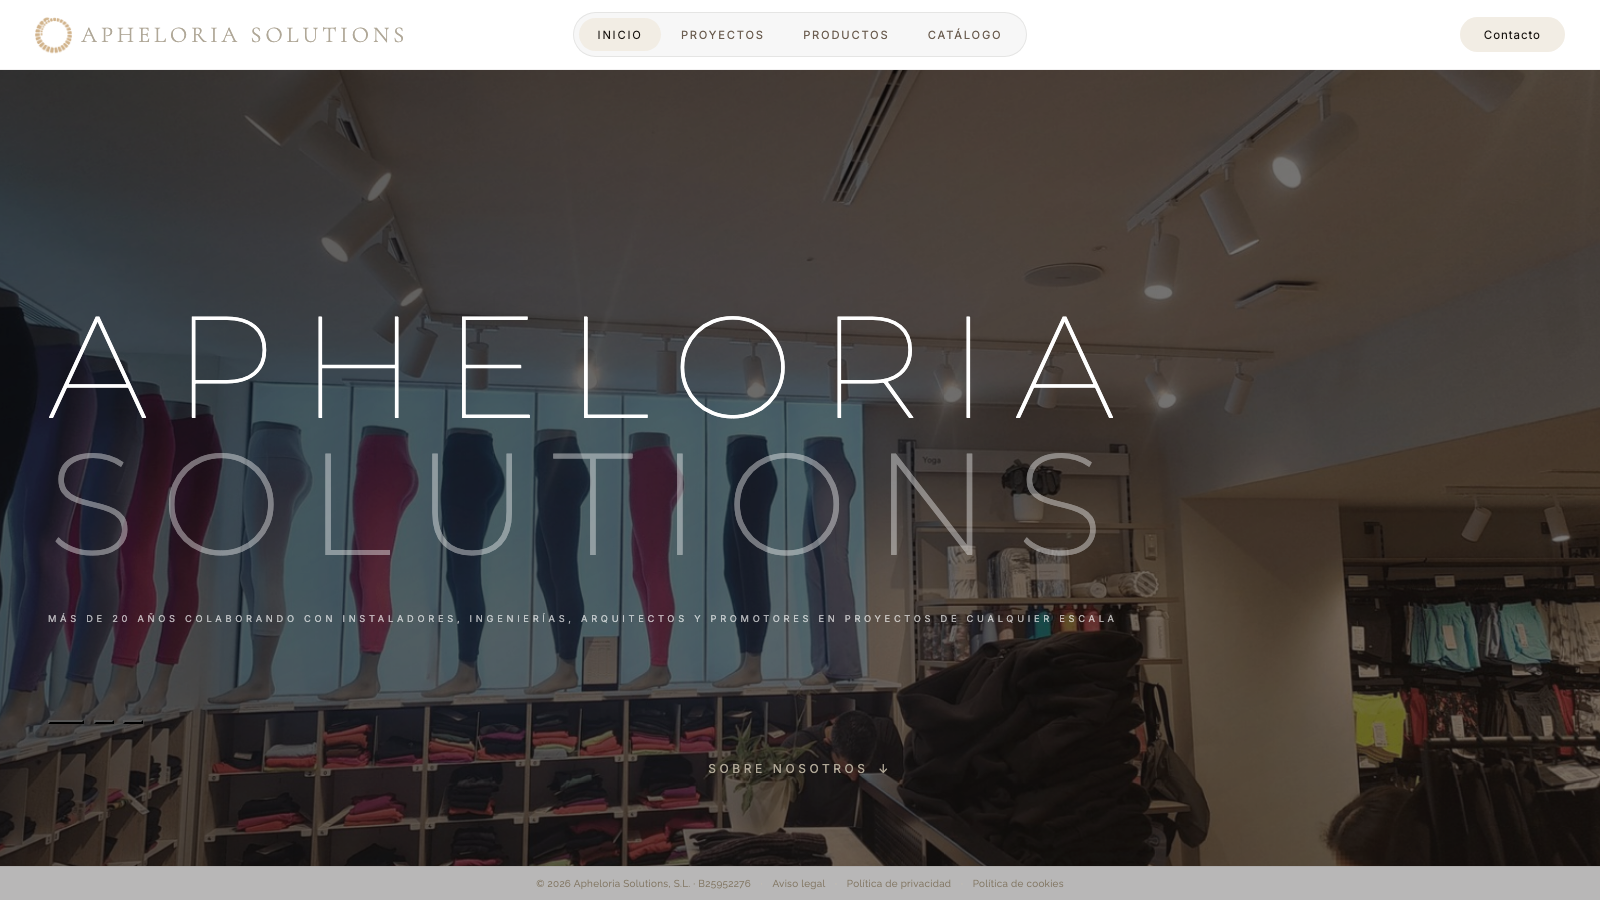 APHELORIA SOLUTIONS
INICIO
PROYECTOS
PRODUCTOS
CATÁLOGO
Contacto
APHELORIA
SOLUTIONS
Yoga
MÁS DE 20 AÑOS COLABORANDO CON INSTALADORES, INGENIERÍAS, ARQUITECTOS Y PROMOTORES EN PROYECTOS DE CUALQUIER ESCALA
SOBRE NOSOTROS ↓
© 2026 Apheloria Solutions, S.L. · B25952276
Aviso legal
Política de privacidad
Política de cookies